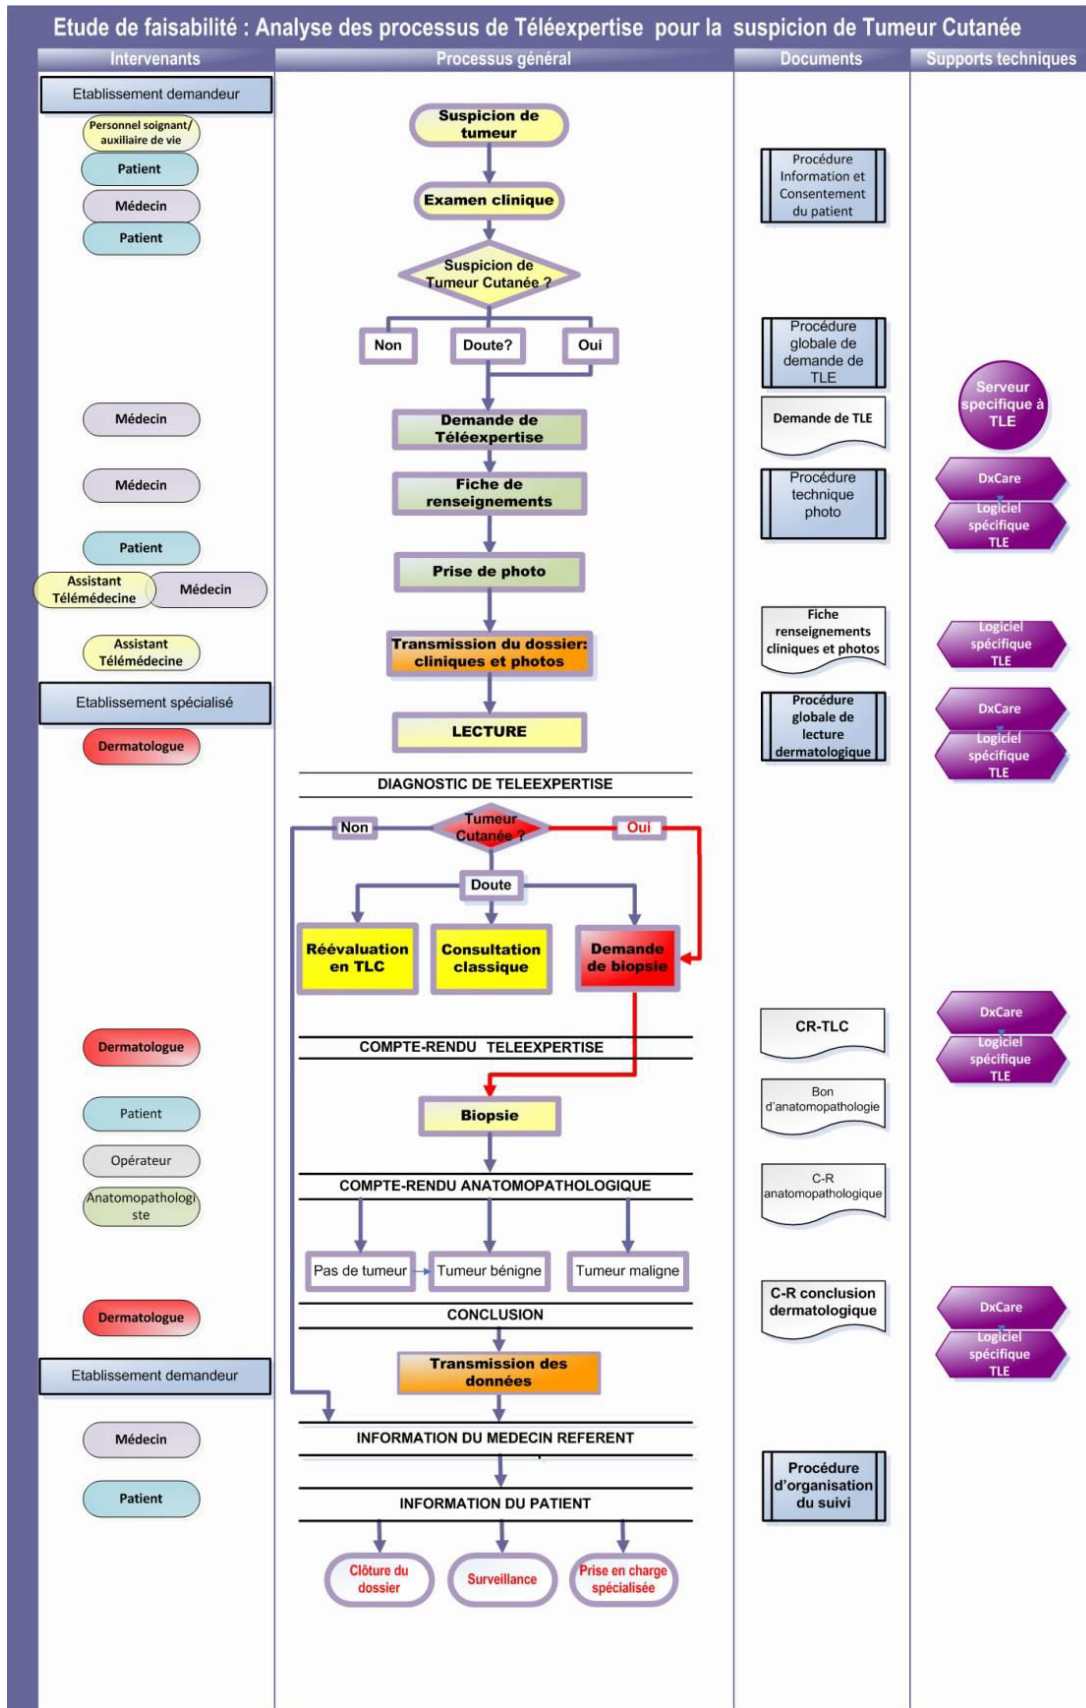 Etude de faisabilité : Analyse des processus de Téléexpertise pour la suspicion de Tumeur Cutanée
Intervenants
Processus général
Documents
Supports techniques
Etablissement demandeur
Personnel soignant/
auxiliaire de vie
Patient
Médecin
Patient
Suspicion de
tumeur
Examen clinique
Suspicion de
Tumeur Cutanée ?
Non
Doute?
Oui
Procédure
Information et
Consentement
du patient
Procédure
globale de
demande de
TLE
Médecin
Demande de
Téléexpertise
Demande de TLE
Serveur
specifique à
TLE
Médecin
Fiche de
renseignements
Procédure
technique
photo
DxCare
Logiciel
spécifique
TLE
Patient
Assistant
Télémédecine
Médecin
Prise de photo
Assistant
Télémédecine
Transmission du dossier:
cliniques et photos
Fiche
renseignements
cliniques et photos
Logiciel
spécifique
TLE
Etablissement spécialisé
Dermatologue
LECTURE
Procédure
globale de
lecture
dermatologique
DxCare
Logiciel
spécifique
TLE
DIAGNOSTIC DE TELEEXPERTISE
Non
Tumeur
Cutanée ?
Oui
Doute
Réévaluation
en TLC
Consultation
classique
Demande
de biopsie
Dermatologue
COMPTE-RENDU TELEEXPERTISE
CR-TLC
DxCare
Logiciel
spécifique
TLE
Patient
Biopsie
Bon
d'anatomopathologie
Opérateur
Anatomopathologi
ste
COMPTE-RENDU ANATOMOPATHOLOGIQUE
C-R
anatomopathologique
Pas de tumeur
Tumeur bénigne
Tumeur maligne
Dermatologue
CONCLUSION
C-R conclusion
dermatologique
DxCare
Logiciel
spécifique
TLE
Etablissement demandeur
Transmission des
données
Médecin
INFORMATION DU MEDECIN REFERENT
Patient
INFORMATION DU PATIENT
Procédure
d'organisation
du suivi
Clôture du
dossier
Surveillance
Prise en charge
spécialisée